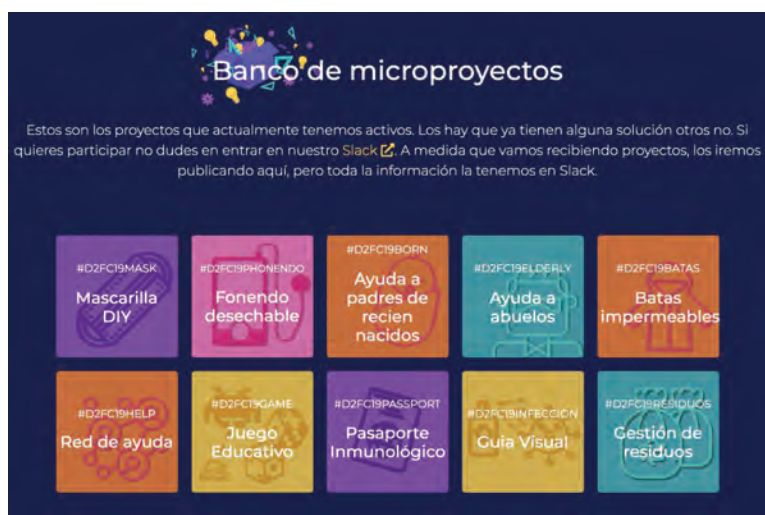 Banco de microproyectos
Estos son los proyectos que actualmente tenemos activos. Los hay que ya tienen alguna solución otros no. Si
quieres participar no dudes en entrar en nuestro Slack. A medida que vamos recibiendo proyectos, los iremos
publicando aquí, pero toda la información la tenemos en Slack.
#D2FC19MASK
Mascarilla
DIY
#D2FC19PHONENDO
Fonendo
desechable
#D2FC19BORN
Ayuda a
padres de
recien
nacidos
#D2FC19ELDERLY
Ayuda a
abuelos
#D2FC19BATAS
Batas
impermeables
#D2FC19HELP
Red de ayuda
#D2FC19GAME
Juego
Educativo
#D2FC19PASSPORT
Pasaporte
Inmunológico
#D2FC19INFECCIÓN
Guia Visual
#D2FC19RESIDUOS
Gestión de
residuos